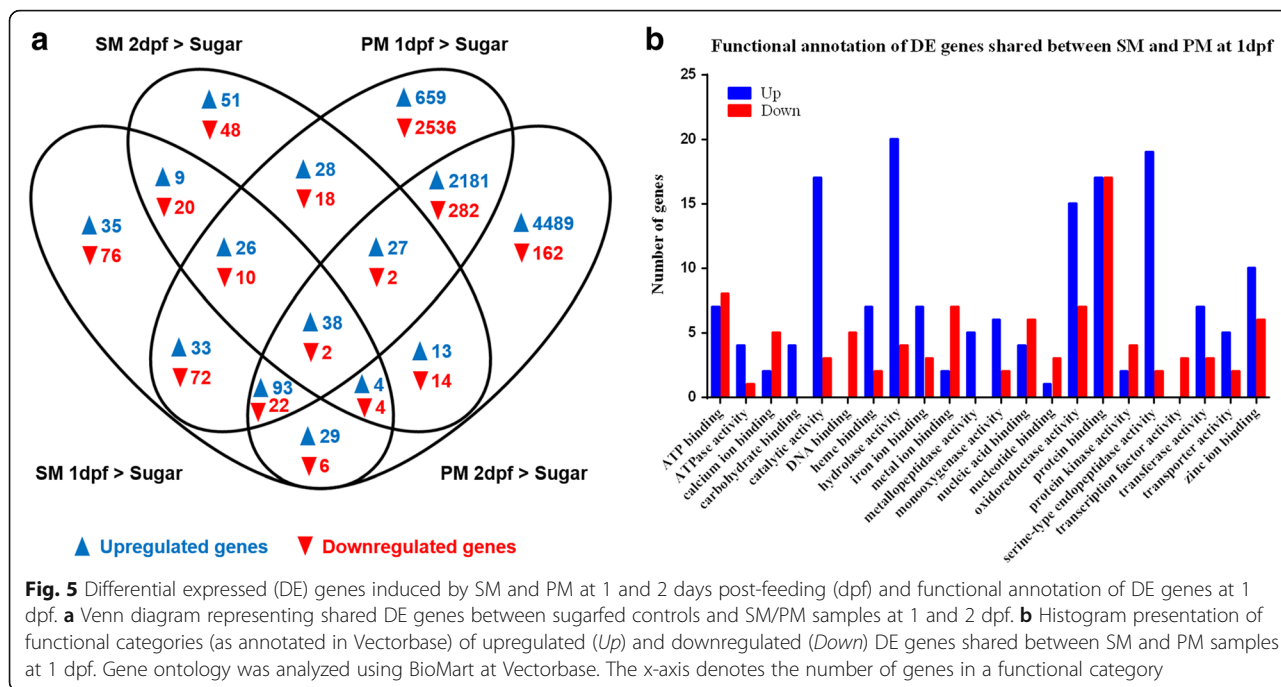 a
SM 2dpf > Sugar
PM 1dpf > Sugar
▲ 51
▼ 48
▲ 659
▼ 2536
▲ 9
▼ 20
▲ 28
▼ 18
▲ 2181
▼ 282
▲ 35
▼ 76
▲ 4489
▼ 162
▲ 26
▼ 10
▲ 27
▼ 2
▲ 38
▼ 2
▲ 33
▼ 72
▲ 13
▼ 14
▲ 93
▼ 22
▲ 4
▼ 4
▲ 29
▼ 6
SM 1dpf > Sugar
PM 2dpf > Sugar
▲ Upregulated genes ▼ Downregulated genes
b
Functional annotation of DE genes shared between SM and PM at 1dpf
Up
Down
Number of genes
25
20
15
10
5
0
ATP binding
ATPase activity
calcium ion binding
carbohydrate binding
catalytic activity
DNA binding
heme binding
hydrolase activity
iron ion binding
metal ion binding
metallopeptidase activity
monooxygenase activity
nucleic acid binding
nucleotide binding
oxidoreductase activity
protein binding
protein kinase activity
serine-type endopeptidase activity
transcription factor activity
transferase activity
transporter activity
zinc ion binding
Fig. 5 Differential expressed (DE) genes induced by SM and PM at 1 and 2 days post-feeding (dpf) and functional annotation of DE genes at 1
dpf. a Venn diagram representing shared DE genes between sugarfed controls and SM/PM samples at 1 and 2 dpf. b Histogram presentation of
functional categories (as annotated in Vectorbase) of upregulated (Up) and downregulated (Down) DE genes shared between SM and PM samples
at 1 dpf. Gene ontology was analyzed using BioMart at Vectorbase. The x-axis denotes the number of genes in a functional category